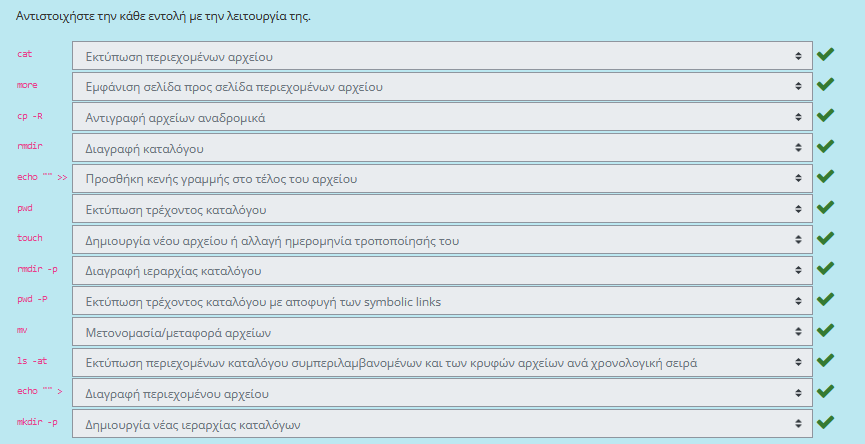 Αντιστοιχήστε την κάθε εντολή με την λειτουργία της.
cat Εκτύπωση περιεχομένων αρχείου
more Εμφάνιση σελίδα προς σελίδα περιεχομένων αρχείου
cp -R Αντιγραφή αρχείων αναδρομικά
rmdir Διαγραφή καταλόγου
echo "" >> Προσθήκη κενής γραμμής στο τέλος του αρχείου
pwd Εκτύπωση τρέχοντος καταλόγου
touch Δημιουργία νέου αρχείου ή αλλαγή ημερομηνία τροποποίησής του
rmdir -p Διαγραφή ιεραρχίας καταλόγου
pwd -P Εκτύπωση τρέχοντος καταλόγου με αποφυγή των symbolic links
mv Μετονομασία/μεταφορά αρχείων
ls -at Εκτύπωση περιεχομένων καταλόγου συμπεριλαμβανομένων και των κρυφών αρχείων ανά χρονολογική σειρά
echo "" > Διαγραφή περιεχομένου αρχείου
mkdir -p Δημιουργία νέας ιεραρχίας καταλόγων